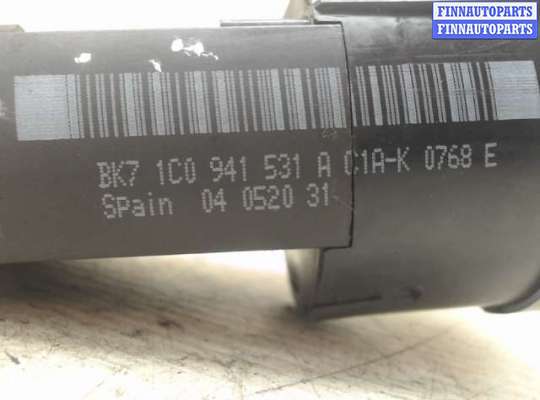 FINNAUTOPARTS
FINNAUTOPARTS
BK7 1C0 941 531 A C1A-K 0768 E
Spain 04 0520 31